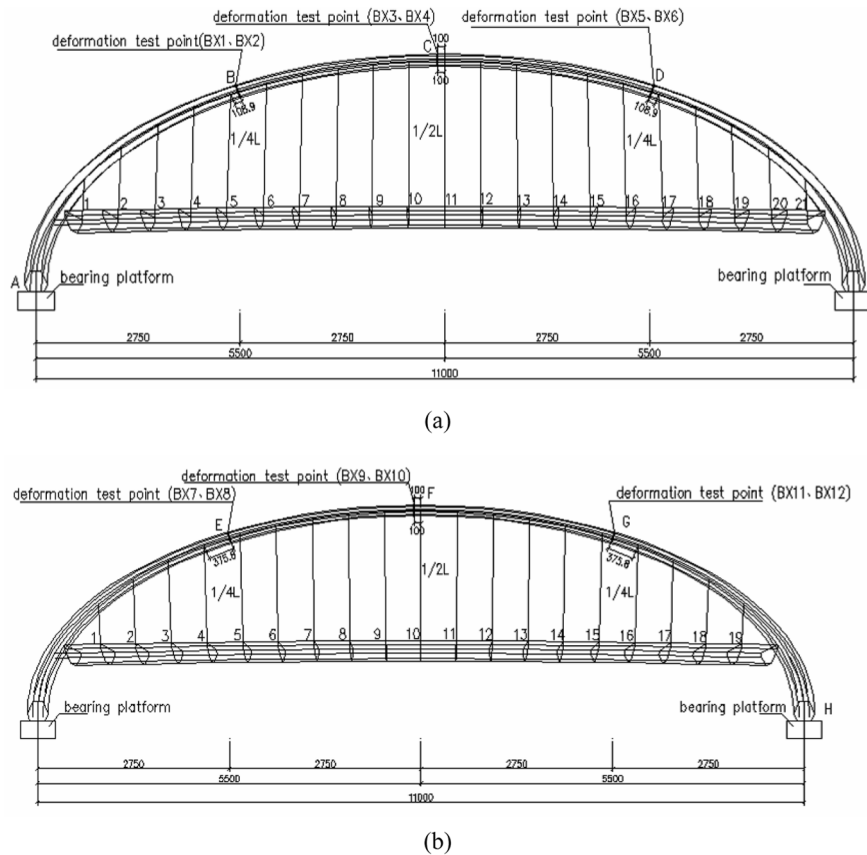 deformation test point (BX3、BX4)
deformation test point (BX5、BX6)
deformation test point(BX1、BX2)
100
C
B
D
100
108.9
108.9
1/4L
1/2L
1/4L
1 2 3 4 5 6 7 8 9 10 11 12 13 14 15 16 17 18 19 20 21
A
bearing platform
bearing platform
2750 2750 2750 2750
5500 5500
11000
(a)
deformation test point (BX9、BX10)
deformation test point (BX7、BX8)
deformation test point (BX11、BX12)
100
F
E
G
100
375.8
373.8
1/4L
1/2L
1/4L
1 2 3 4 5 6 7 8 9 10 11 12 13 14 15 16 17 18 19
bearing platform
bearing platform
H
2750 2750 2750 2750
5500 5500
11000
(b)